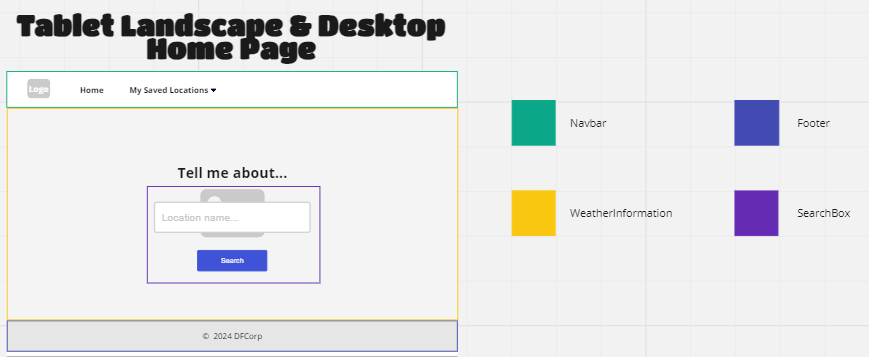 Tablet Landscape & Desktop
Home Page
Logo
Home
My Saved Locations
Tell me about...
Location name...
Search
© 2024 DFCorp
Navbar
Footer
WeatherInformation
SearchBox